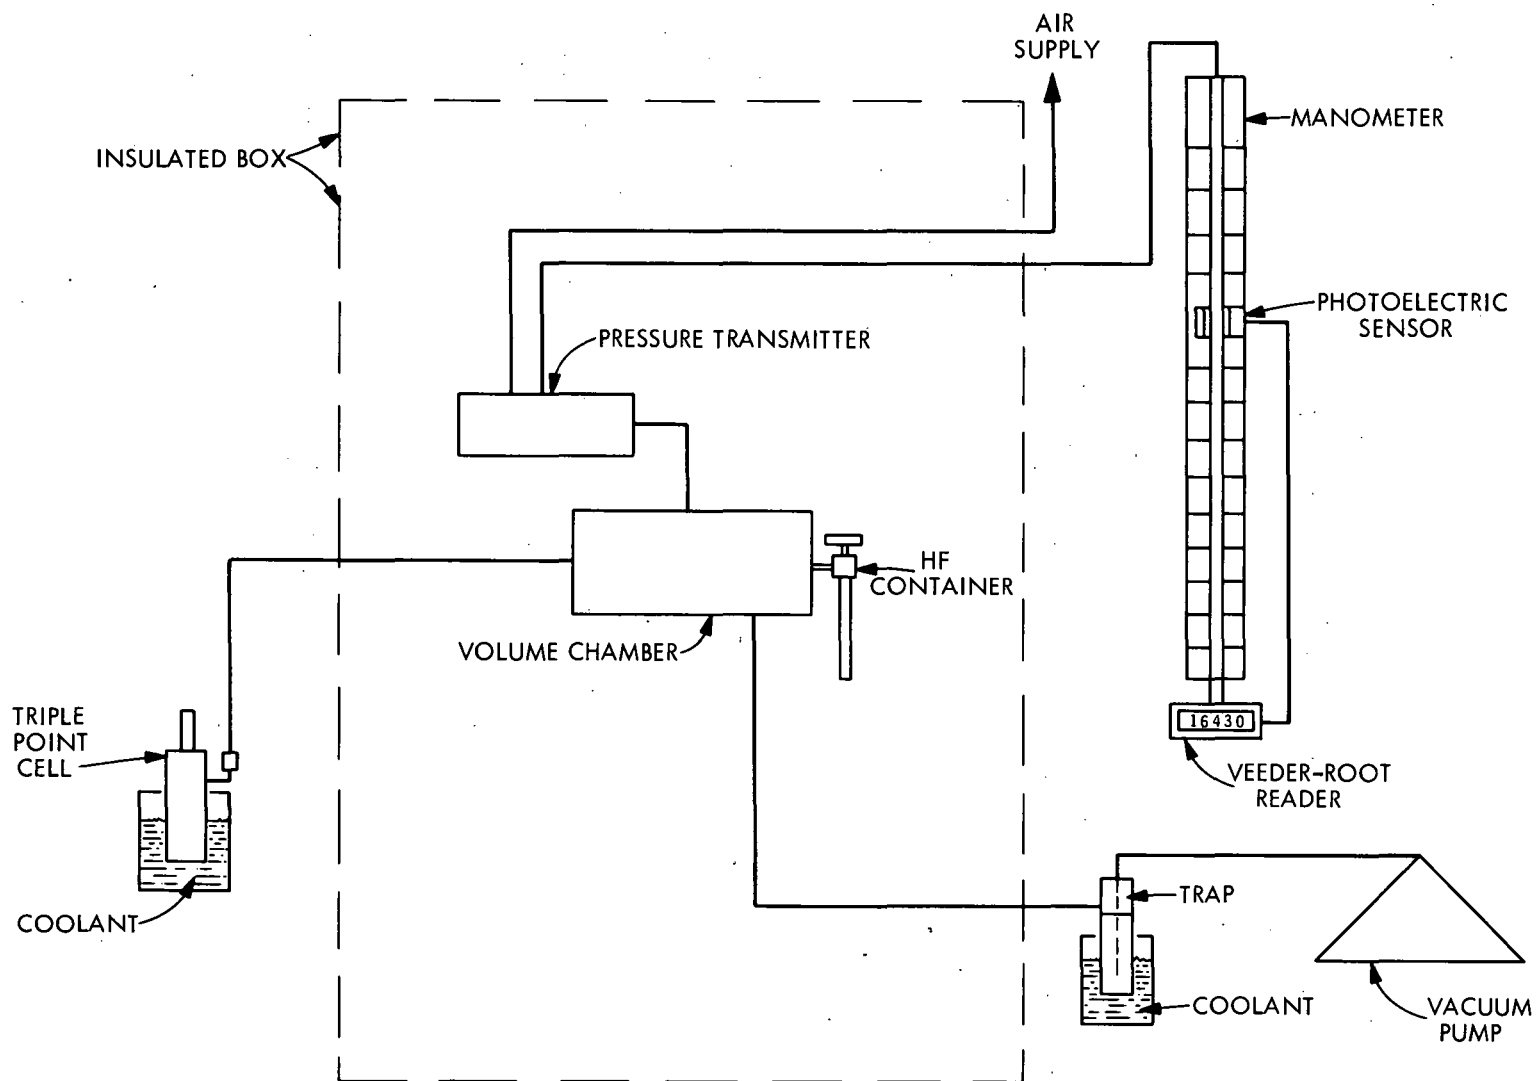 AIR
SUPPLY
MANOMETER
INSULATED BOX
PHOTOELECTRIC
SENSOR
PRESSURE TRANSMITTER
HF
CONTAINER
VOLUME CHAMBER
TRIPLE
POINT
CELL
16430
VEEDER-ROOT
READER
COOLANT
TRAP
COOLANT
VACUUM
PUMP